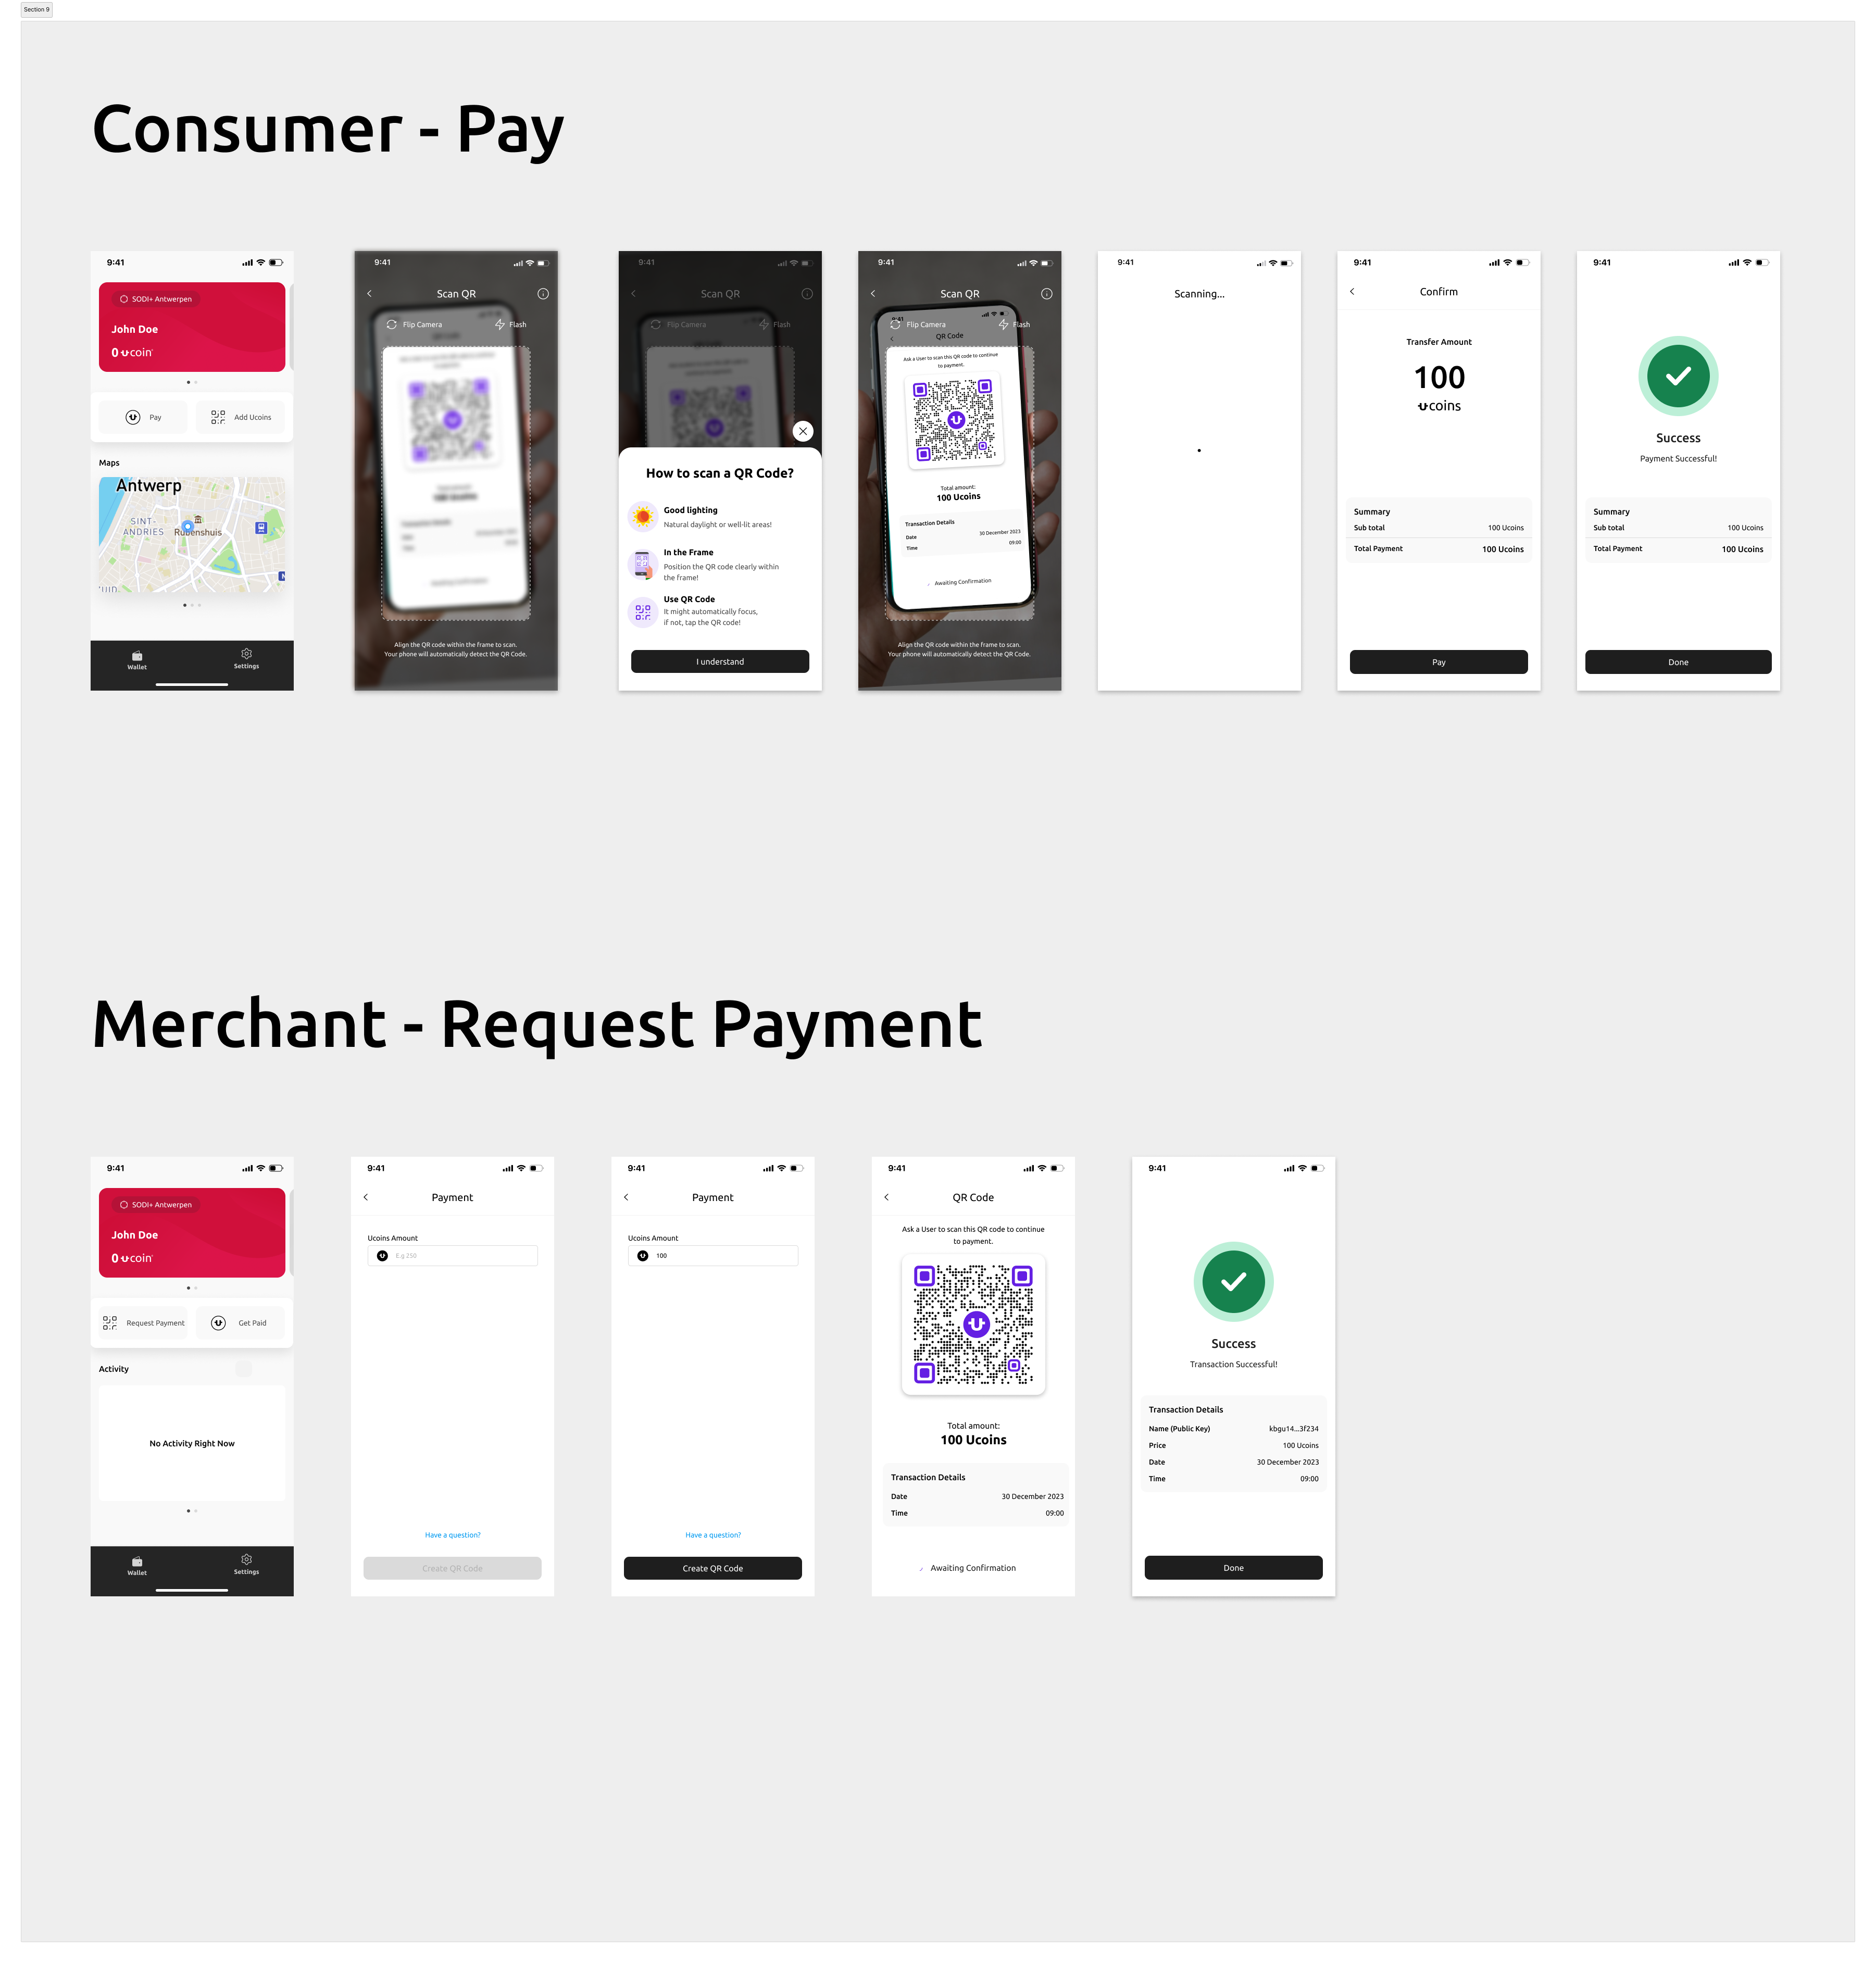 Section 9
Consumer - Pay
9:41
SODI+ Antwerpen
John Doe
0 ucoin
Pay
Add Ucoins
Maps
Antwerp
SINT-
ANDRIES
Rubenshuis
Wallet
Settings
9:41
Scan QR
Flip Camera
Flash
Align the QR code within the frame to scan.
Your phone will automatically detect the QR Code.
9:41
Scan QR
Flip Camera
Flash
How to scan a QR Code?
Good lighting
Natural daylight or well-lit areas!
In the Frame
Position the QR code clearly within
the frame!
Use QR Code
It might automatically focus,
if not, tap the QR code!
I understand
9:41
Scan QR
Flip Camera
Flash
9:41
QR Code
Ask a User to scan this QR code to continue
to payment.
Total amount:
100 Ucoins
Transaction Details
Date 30 December 2023
Time 09:00
Awaiting Confirmation
Align the QR code within the frame to scan.
Your phone will automatically detect the QR Code.
9:41
Scanning...
9:41
Confirm
Transfer Amount
100
ucoins
Summary
Sub total 100 Ucoins
Total Payment 100 Ucoins
Pay
9:41
Success
Payment Successful!
Summary
Sub total 100 Ucoins
Total Payment 100 Ucoins
Done
Merchant - Request Payment
9:41
SODI+ Antwerpen
John Doe
0 ucoin
Request Payment
Get Paid
Activity
No Activity Right Now
Wallet
Settings
9:41
Payment
Ucoins Amount
E.g 250
Have a question?
Create QR Code
9:41
Payment
Ucoins Amount
100
Have a question?
Create QR Code
9:41
QR Code
Ask a User to scan this QR code to continue
to payment.
Total amount:
100 Ucoins
Transaction Details
Date 30 December 2023
Time 09:00
Awaiting Confirmation
9:41
Success
Transaction Successful!
Transaction Details
Name (Public Key) kbgu14...3f234
Price 100 Ucoins
Date 30 December 2023
Time 09:00
Done